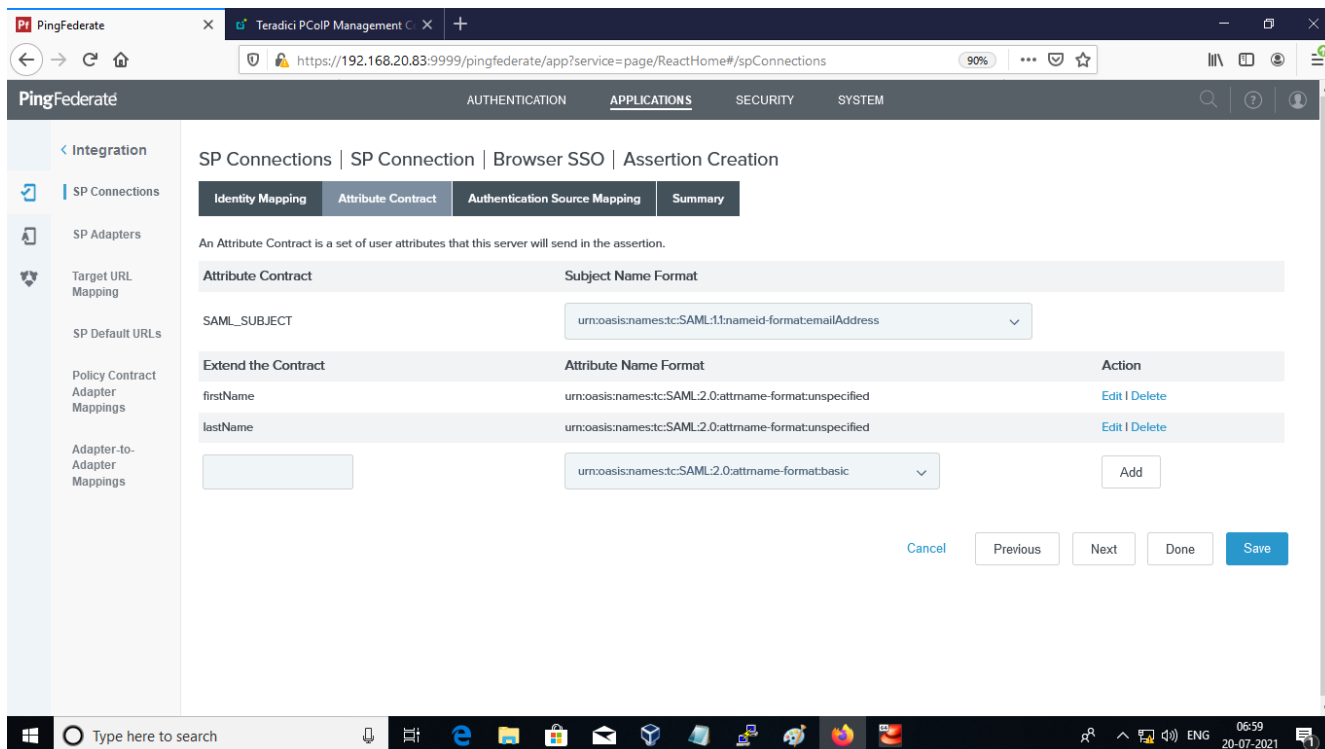 Pf PingFederate
Teradici PCoIP Management C
https://192.168.20.83:9999/pingfederate/app?service=page/ReactHome#/spConnections
90%
PingFederate
AUTHENTICATION
APPLICATIONS
SECURITY
SYSTEM
Integration
SP Connections
SP Adapters
Target URL
Mapping
SP Default URLs
Policy Contract
Adapter
Mappings
Adapter-to-
Adapter
Mappings
SP Connections | SP Connection | Browser SSO | Assertion Creation
Identity Mapping
Attribute Contract
Authentication Source Mapping
Summary
An Attribute Contract is a set of user attributes that this server will send in the assertion.
Attribute Contract
Subject Name Format
SAML_SUBJECT
urn:oasis:names:tc:SAML:1.1:nameid-format:emailAddress
Extend the Contract
Attribute Name Format
Action
firstName
urn:oasis:names:tc:SAML:2.0:attrname-format:unspecified
Edit | Delete
lastName
urn:oasis:names:tc:SAML:2.0:attrname-format:unspecified
Edit | Delete
urn:oasis:names:tc:SAML:2.0:attrname-format:basic
Add
Cancel
Previous
Next
Done
Save
Type here to search
ENG
06:59
20-07-2021